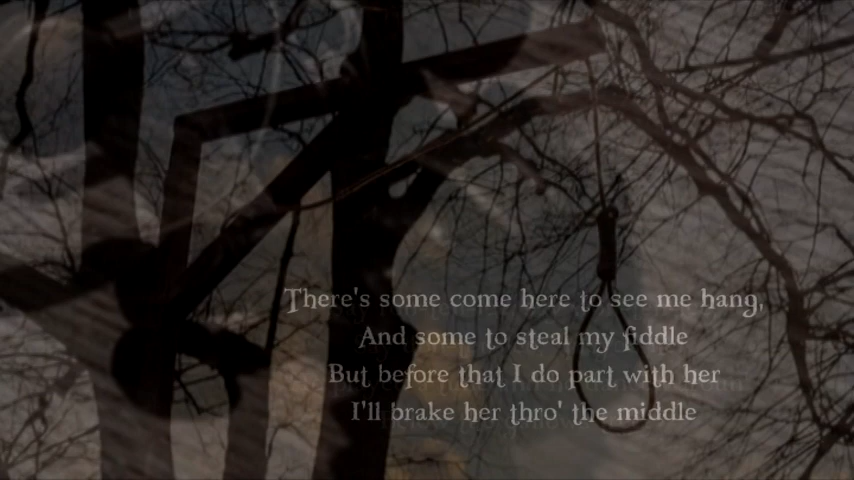 There's some come here to see me hang,
And some to steal my fiddle
But before that I do part with her
I'll brake her thro' the middle